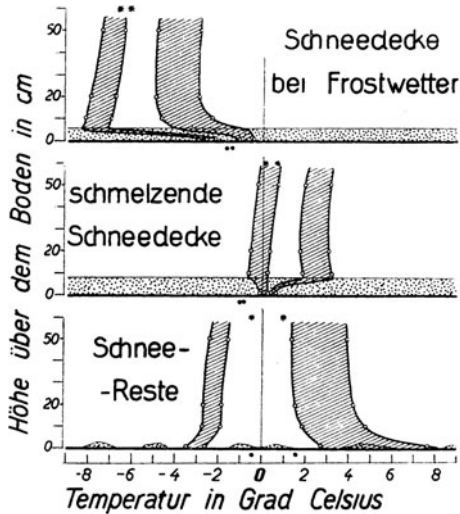 50
20
0
Schneedecke
bei Frostwetter
50
20
0
schmelzende
Schneedecke
50
20
0
Schnee-
-Reste
Höhe über dem Boden in cm
-8 -6 -4 -2 0 2 4 6 8
Temperatur in Grad Celsius